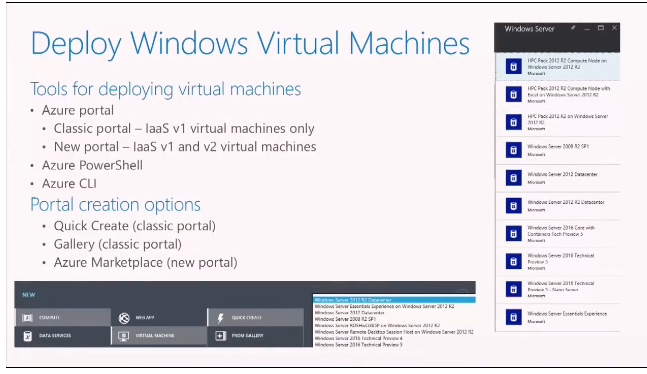 Deploy Windows Virtual Machines
Tools for deploying virtual machines
• Azure portal
• Classic portal – IaaS v1 virtual machines only
• New portal – IaaS v1 and v2 virtual machines
• Azure PowerShell
• Azure CLI
Portal creation options
• Quick Create (classic portal)
• Gallery (classic portal)
• Azure Marketplace (new portal)
NEW
COMPUTE
WEB APP
QUICK CREATE
DATA SERVICES
VIRTUAL MACHINE
FROM GALLERY
Windows Server 2012 R2 Datacenter
Windows Server Essentials Experience on Windows Server 2012 R2
Windows Server 2012 Datacenter
Windows Server 2008 R2 SP1
Windows Server on Windows Server 2012 R2
Windows Server Remote Desktop Session Host on Windows Server 2012 R2
Windows Server 2016 Technical Preview 4
Windows Server 2016 Technical Preview 5
Windows Server
HPC Pack 2012 R2 Compute Node on
Windows Server 2012 R2
Microsoft
HPC Pack 2012 R2 Compute Node with
Excel on Windows Server 2012 R2
Microsoft
HPC Pack 2012 R2 on Windows Server
2012 R2
Microsoft
Windows Server 2008 R2 SP1
Microsoft
Windows Server 2012 Datacenter
Microsoft
Windows Server 2012 R2 Datacenter
Microsoft
Windows Server 2016 Core with
Containers Tech Preview 5
Microsoft
Windows Server 2016 Technical
Preview 5
Microsoft
Windows Server 2016 Technical
Preview 5 - Nano Server
Microsoft
Windows Server Essentials Experience
Microsoft